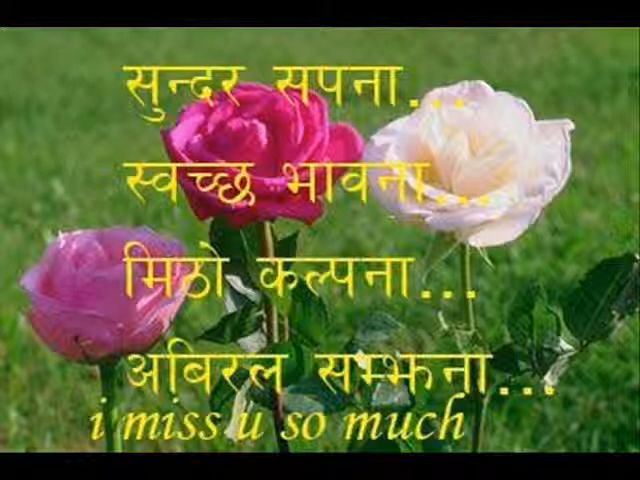 सुन्दर सपना...
स्वच्छ भावना...
मिठो कल्पना...
अबिरल सम्झना...
i miss u so much